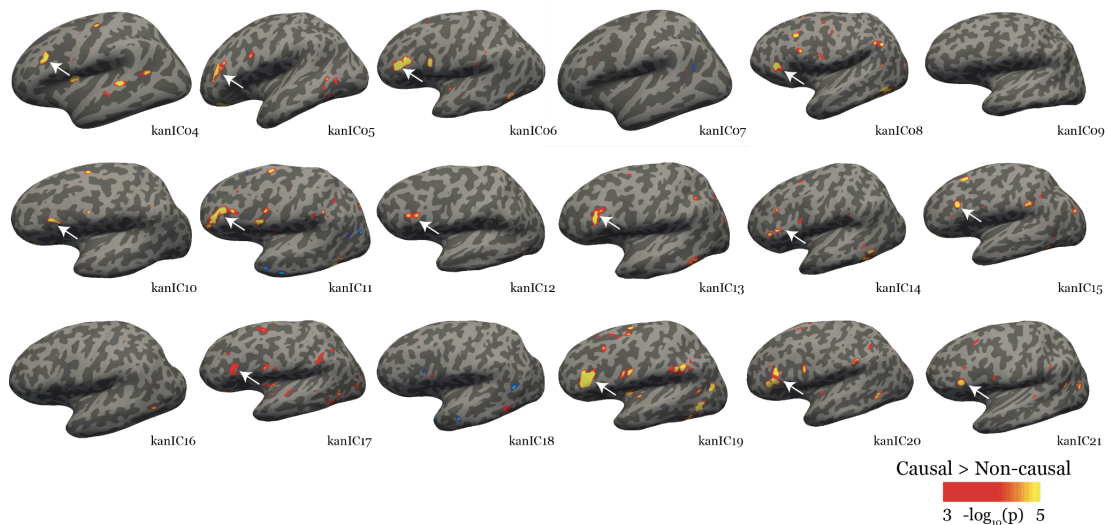 kanIC04 kanIC05 kanIC06 kanIC07 kanIC08 kanIC09
kanIC10 kanIC11 kanIC12 kanIC13 kanIC14 kanIC15
kanIC16 kanIC17 kanIC18 kanIC19 kanIC20 kanIC21
Causal > Non-causal
3 -log₁₀(p) 5